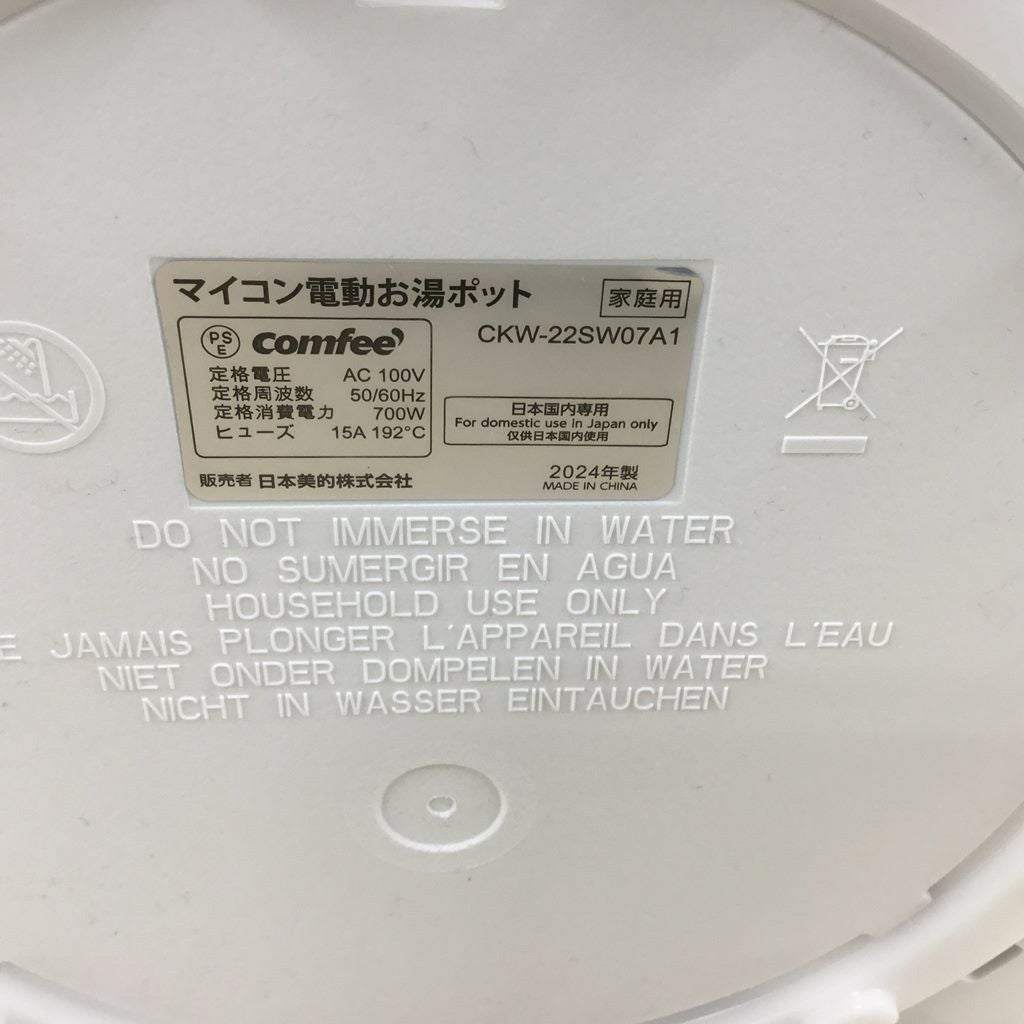 マイコン電動お湯ポット 家庭用
PSE comfee' CKW-22SW07A1
定格電圧 AC 100V
定格周波数 50/60Hz
定格消費電力 700W
ヒューズ 15A 192°C
日本国内専用
For domestic use in Japan only
仅供日本国内使用
販売者 日本美的株式会社
2024年製
MADE IN CHINA
DO NOT IMMERSE IN WATER
NO SUMERGIR EN AGUA
HOUSEHOLD USE ONLY
E JAMAIS PLONGER L'APPAREIL DANS L'EAU
NIET ONDER DOMPELEN IN WATER
NICHT IN WASSER EINTAUCHEN